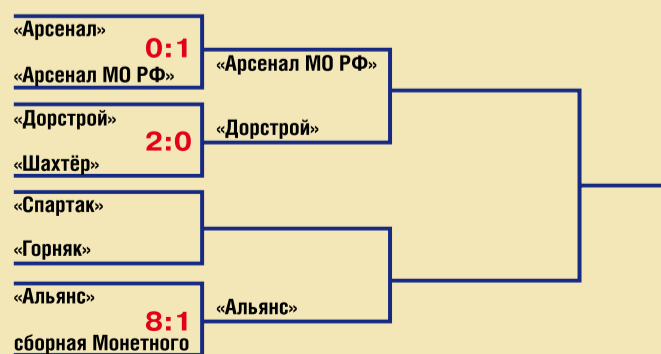 «Арсенал»
0:1
«Арсенал МО РФ»
«Арсенал МО РФ»
«Дорстрой»
2:0
«Шахтёр»
«Дорстрой»
«Спартак»
«Горняк»
«Альянс»
8:1
сборная Монетного
«Альянс»